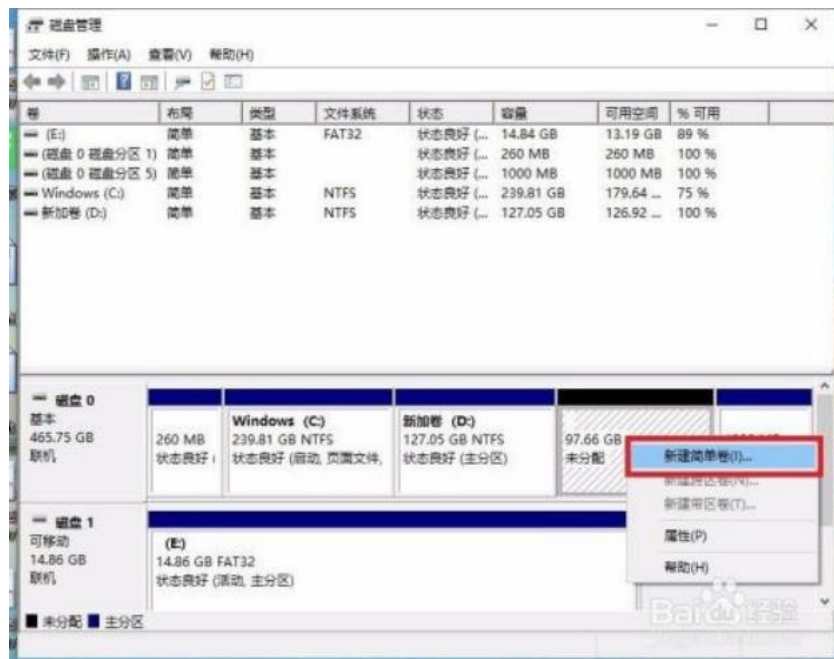 磁盘管理
文件(F) 操作(A) 查看(V) 帮助(H)
卷 布局 类型 文件系统 状态 容量 可用空间 % 可用
(E:) 简单 基本 FAT32 状态良好 (... 14.84 GB 13.19 GB 89 %
(磁盘 0 磁盘分区 1) 简单 基本 状态良好 (... 260 MB 260 MB 100 %
(磁盘 0 磁盘分区 5) 简单 基本 状态良好 (... 1000 MB 1000 MB 100 %
Windows (C:) 简单 基本 NTFS 状态良好 (... 239.81 GB 179.64 ... 75 %
新加卷 (D:) 简单 基本 NTFS 状态良好 (... 127.05 GB 126.92 ... 100 %
磁盘 0
基本
465.75 GB
联机
260 MB
状态良好 (
Windows (C:)
239.81 GB NTFS
状态良好 (启动, 页面文件,
新加卷 (D:)
127.05 GB NTFS
状态良好 (主分区)
97.66 GB
未分配
新建简单卷(I)...
新建跨区卷(N)...
新建带区卷(T)...
属性(P)
帮助(H)
磁盘 1
可移动
14.86 GB
联机
(E:)
14.86 GB FAT32
状态良好 (活动, 主分区)
未分配 主分区
Baidu 经验